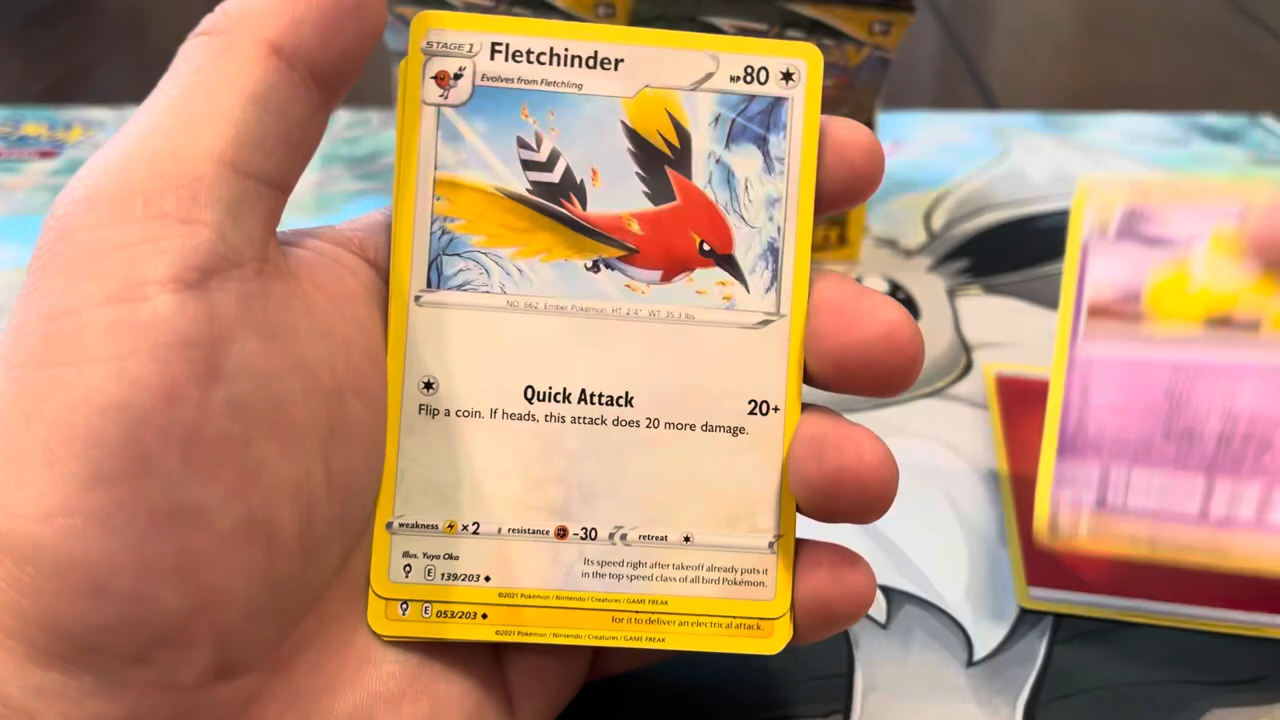 STAGE 1
Fletchinder
HP 80
Evolves from Fletchling
NO. 662 Ember Pokémon HT 2'4" WT 35.3 lbs
Quick Attack 20+
Flip a coin. If heads, this attack does 20 more damage.
weakness ×2 resistance -30 retreat
Illus. Yuya Oka
E 139/203
Its speed right after takeoff already puts it
in the top speed class of all bird Pokémon.
©2021 Pokémon / Nintendo / Creatures / GAME FREAK
E 053/203
for it to deliver an electrical attack.
©2021 Pokémon / Nintendo / Creatures / GAME FREAK